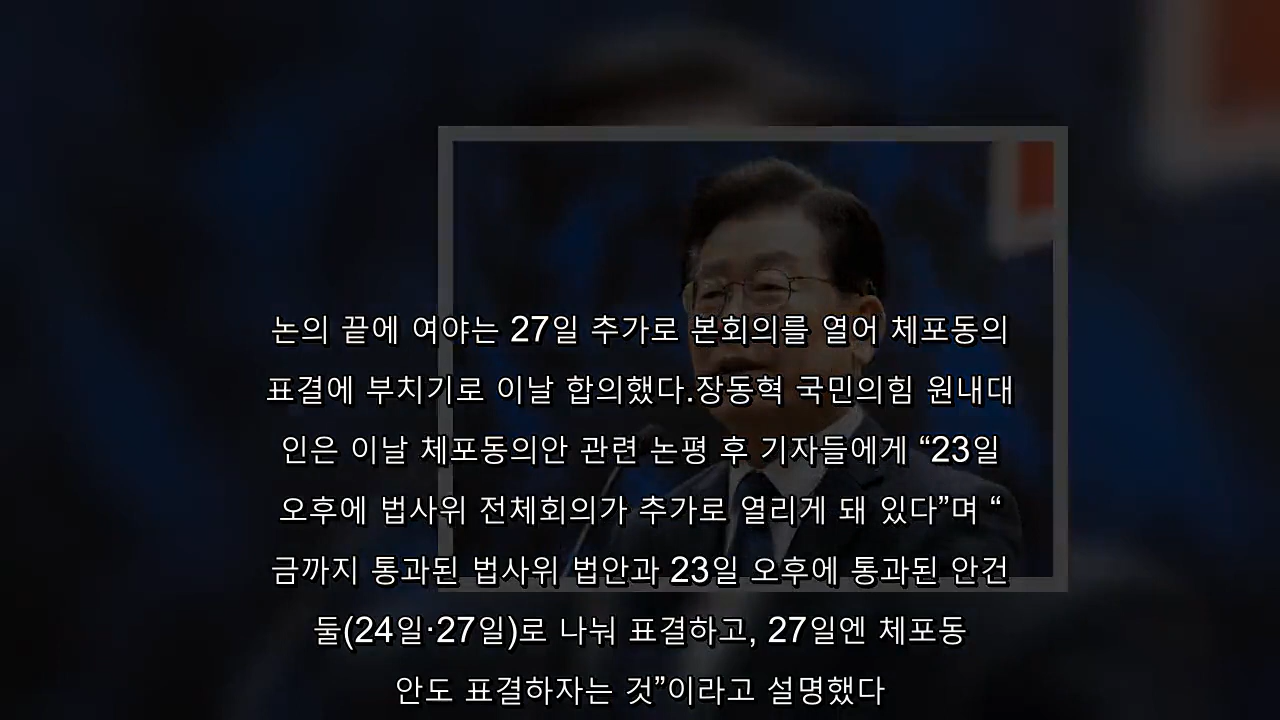 논의 끝에 여야는 27일 추가로 본회의를 열어 체포동의
표결에 부치기로 이날 합의했다.장동혁 국민의힘 원내대
인은 이날 체포동의안 관련 논평 후 기자들에게 “23일
오후에 법사위 전체회의가 추가로 열리게 돼 있다”며 “
금까지 통과된 법사위 법안과 23일 오후에 통과된 안건
둘(24일·27일)로 나눠 표결하고, 27일엔 체포동
안도 표결하자는 것”이라고 설명했다